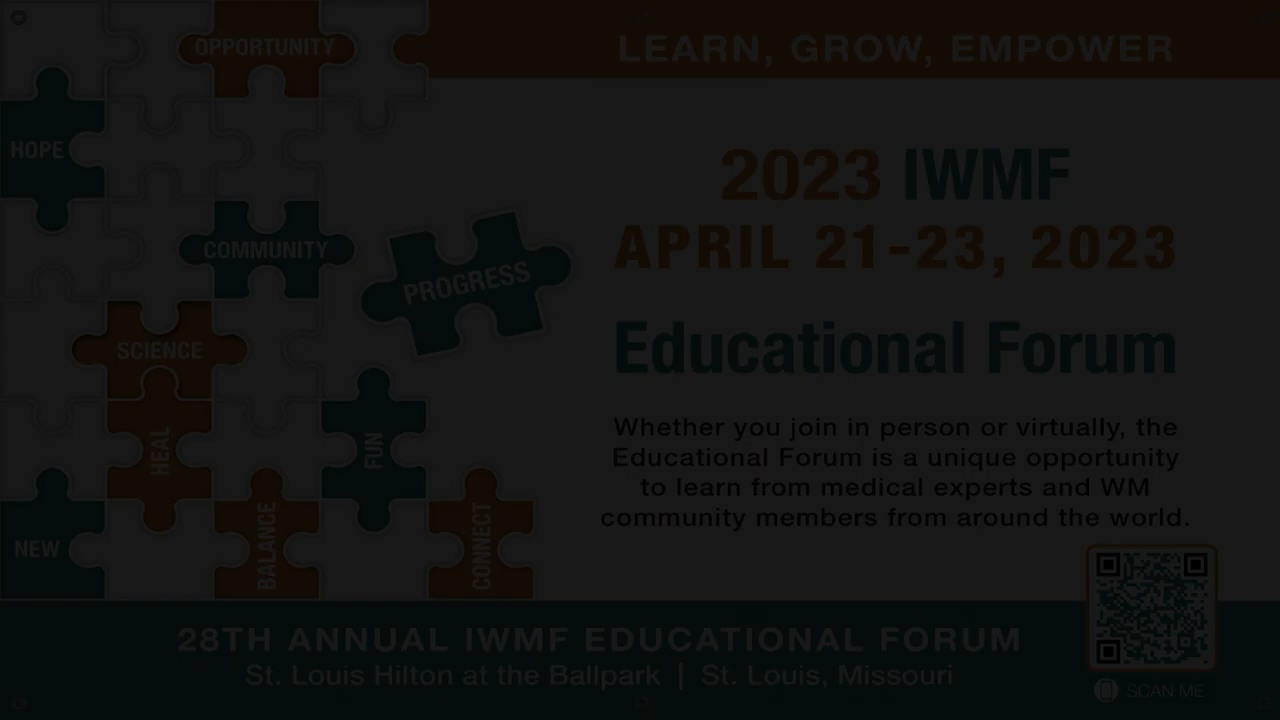 LEARN, GROW, EMPOWER
OPPORTUNITY
HOPE
COMMUNITY
PROGRESS
SCIENCE
HEAL
FUN
NEW
BALANCE
CONNECT
2023 IWMF
APRIL 21-23, 2023
Educational Forum
Whether you join in person or virtually, the
Educational Forum is a unique opportunity
to learn from medical experts and WM
community members from around the world.
28TH ANNUAL IWMF EDUCATIONAL FORUM
St. Louis Hilton at the Ballpark | St. Louis, Missouri
SCAN ME